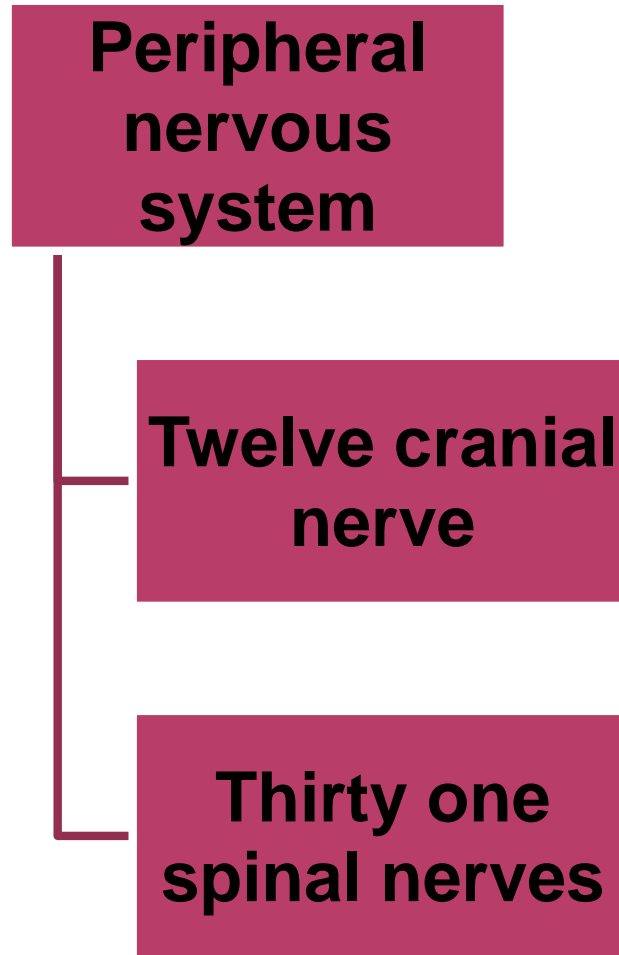 Peripheral
nervous
system
Twelve cranial
nerve
Thirty one
spinal nerves